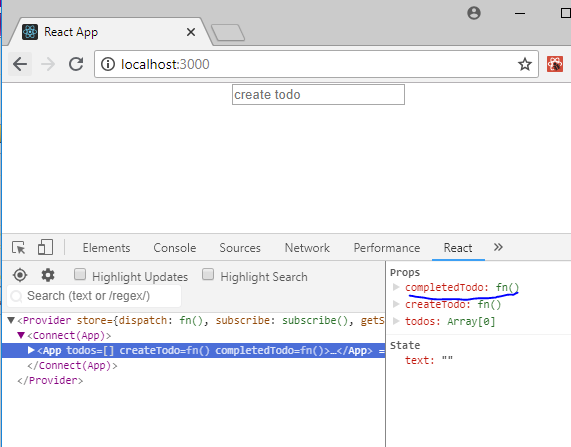 React App
localhost:3000
create todo
Elements Console Sources Network Performance React »
Highlight Updates Highlight Search
Search (text or /regex/)
▼<Provider store={dispatch: fn(), subscribe: subscribe(), getS
▼<Connect(App)>
▶<App todos=[] createTodo=fn() completedTodo=fn()>…</App> =
</Connect(App)>
</Provider>
Props
completedTodo: fn()
createTodo: fn()
todos: Array[0]
State
text: ""